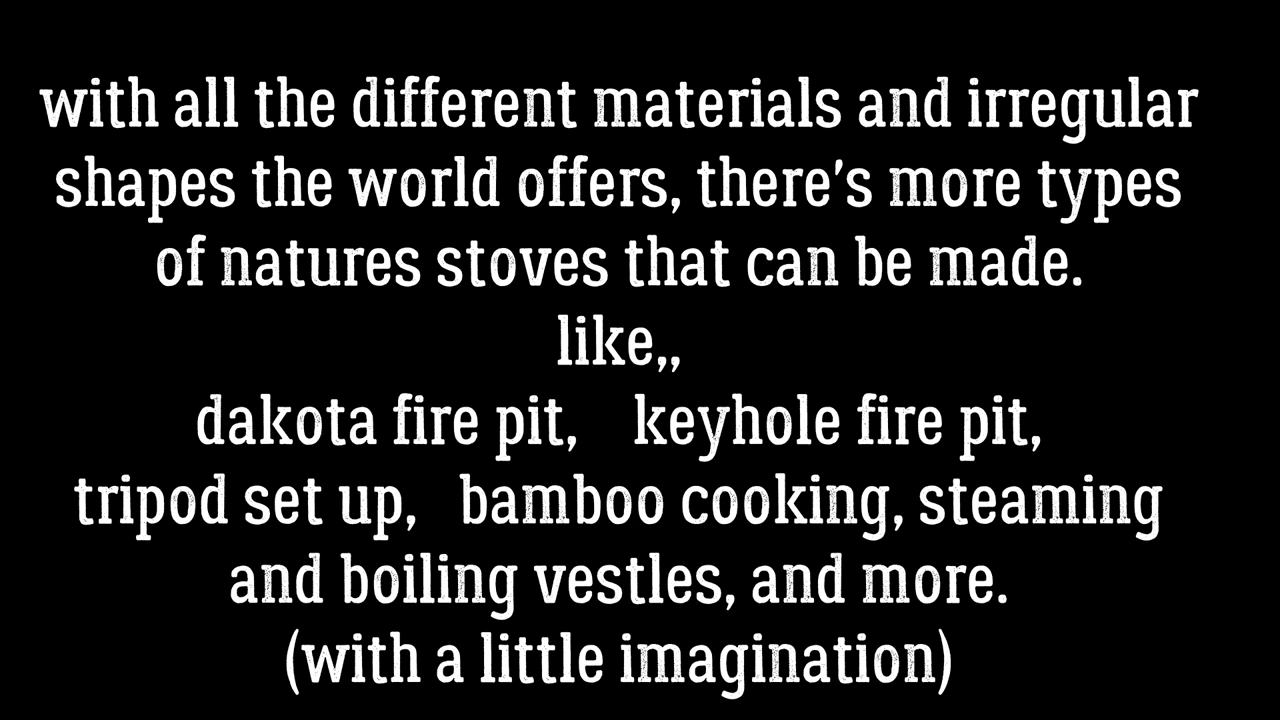 with all the different materials and irregular
shapes the world offers, there's more types
of natures stoves that can be made.
like,,
dakota fire pit, keyhole fire pit,
tripod set up, bamboo cooking, steaming
and boiling vestles, and more.
(with a little imagination)